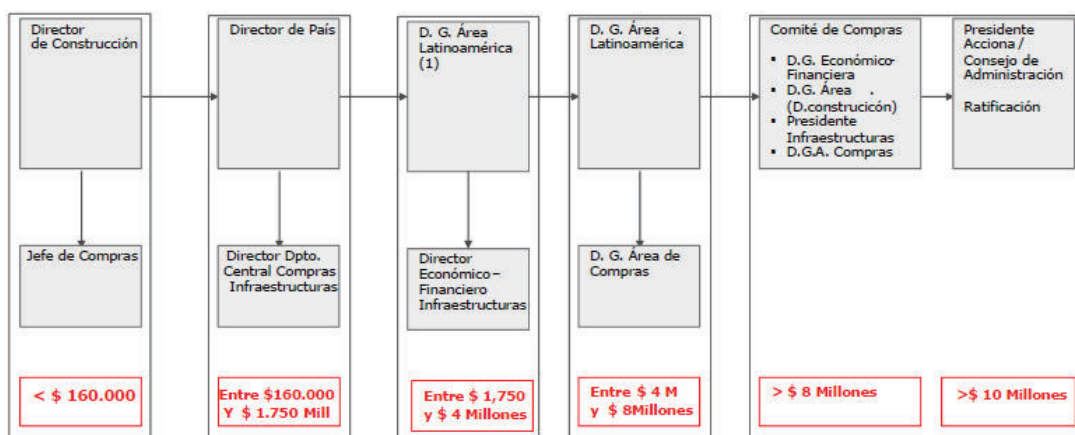 Director
de Construcción
Director de País
D. G. Área
Latinoamérica
(1)
D. G. Área .
Latinoamérica
Comité de Compras
▪ D.G. Económico-
Financiera
▪ D.G. Área .
(D.construcicón)
▪ Presidente
Infraestructuras
▪ D.G.A. Compras
Presidente
Acciona /
Consejo de
Administración
Ratificación
Jefe de Compras
Director Dpto.
Central Compras
Infraestructuras
Director
Económico–
Financiero
Infraestructuras
D. G. Área de
Compras
< $ 160.000
Entre $160.000
Y $ 1.750 Mill
Entre $ 1,750
y $ 4 Millones
Entre $ 4 M
y $ 8Millones
> $ 8 Millones
>$ 10 Millones